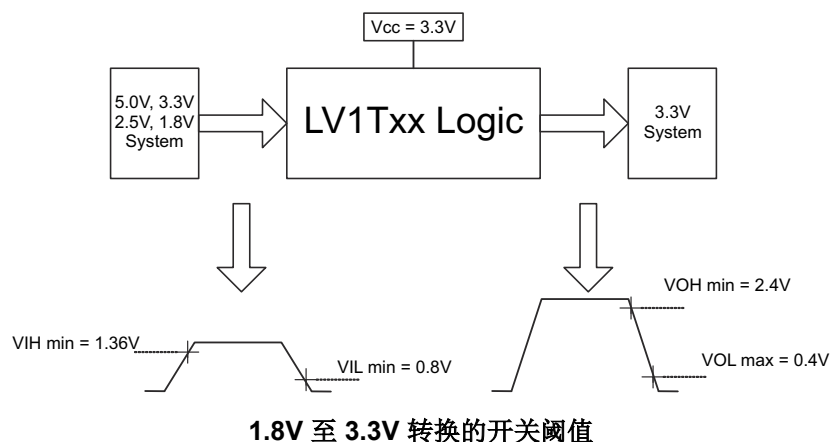 Vcc = 3.3V
5.0V, 3.3V
2.5V, 1.8V
System
LV1Txx Logic
3.3V
System
VIH min = 1.36V
VIL min = 0.8V
VOH min = 2.4V
VOL max = 0.4V
1.8V 至 3.3V 转换的开关阈值